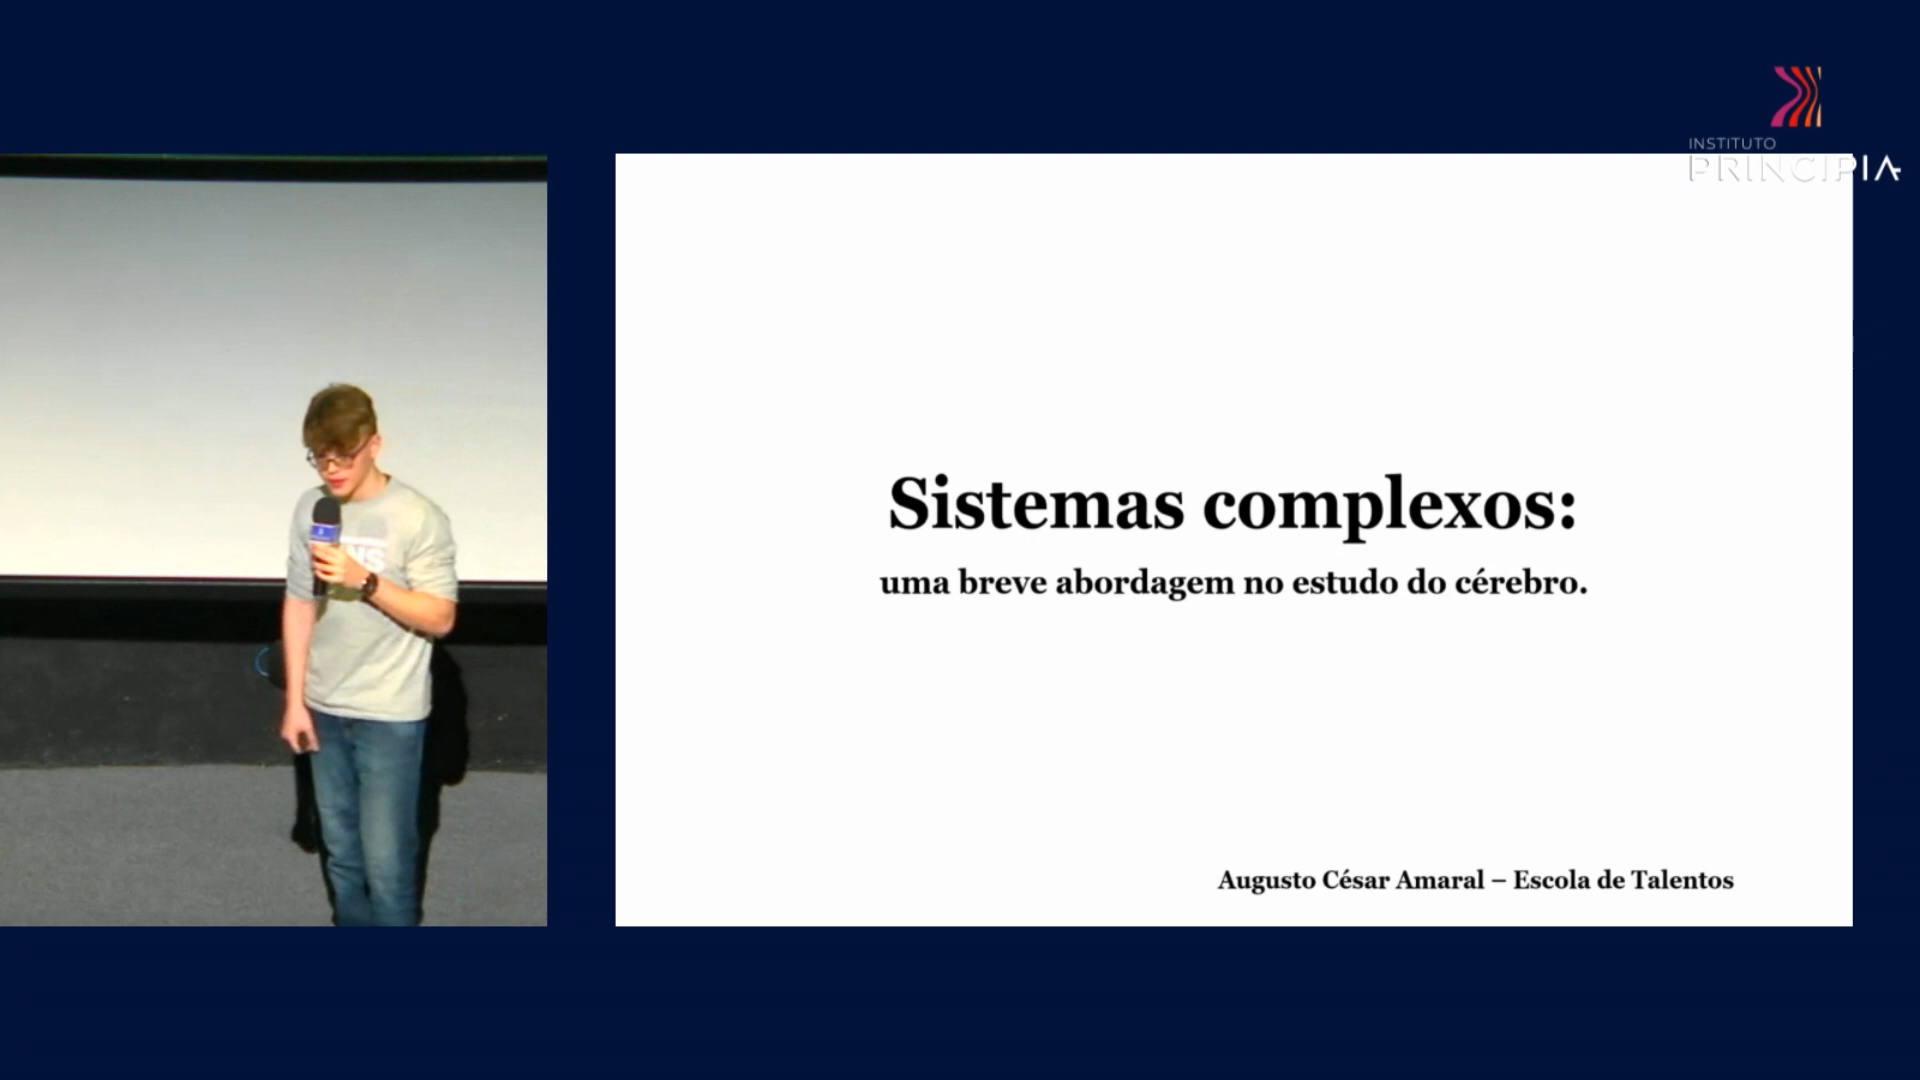 INSTITUTO
PRINCIPIA
Sistemas complexos:
uma breve abordagem no estudo do cérebro.
Augusto César Amaral – Escola de Talentos